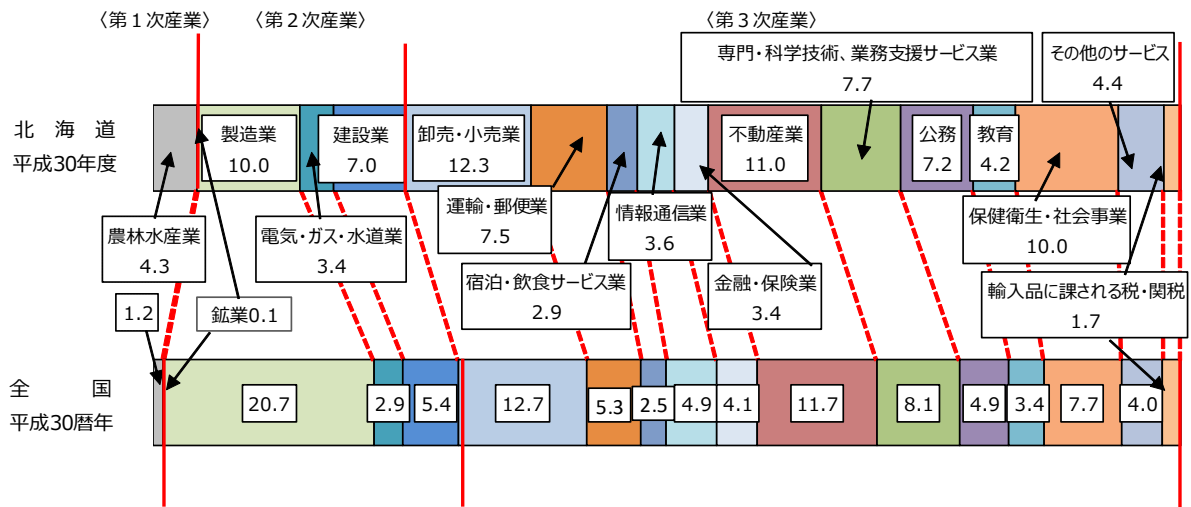 〈第1次産業〉
〈第2次産業〉
〈第3次産業〉
専門・科学技術、業務支援サービス業
7.7
その他のサービス
4.4
北海道
平成30年度
製造業
10.0
建設業
7.0
卸売・小売業
12.3
不動産業
11.0
公務
7.2
教育
4.2
農林水産業
4.3
電気・ガス・水道業
3.4
運輸・郵便業
7.5
宿泊・飲食サービス業
2.9
情報通信業
3.6
金融・保険業
3.4
保健衛生・社会事業
10.0
輸入品に課される税・関税
1.7
1.2
鉱業0.1
全国
平成30暦年
20.7
2.9
5.4
12.7
5.3
2.5
4.9
4.1
11.7
8.1
4.9
3.4
7.7
4.0